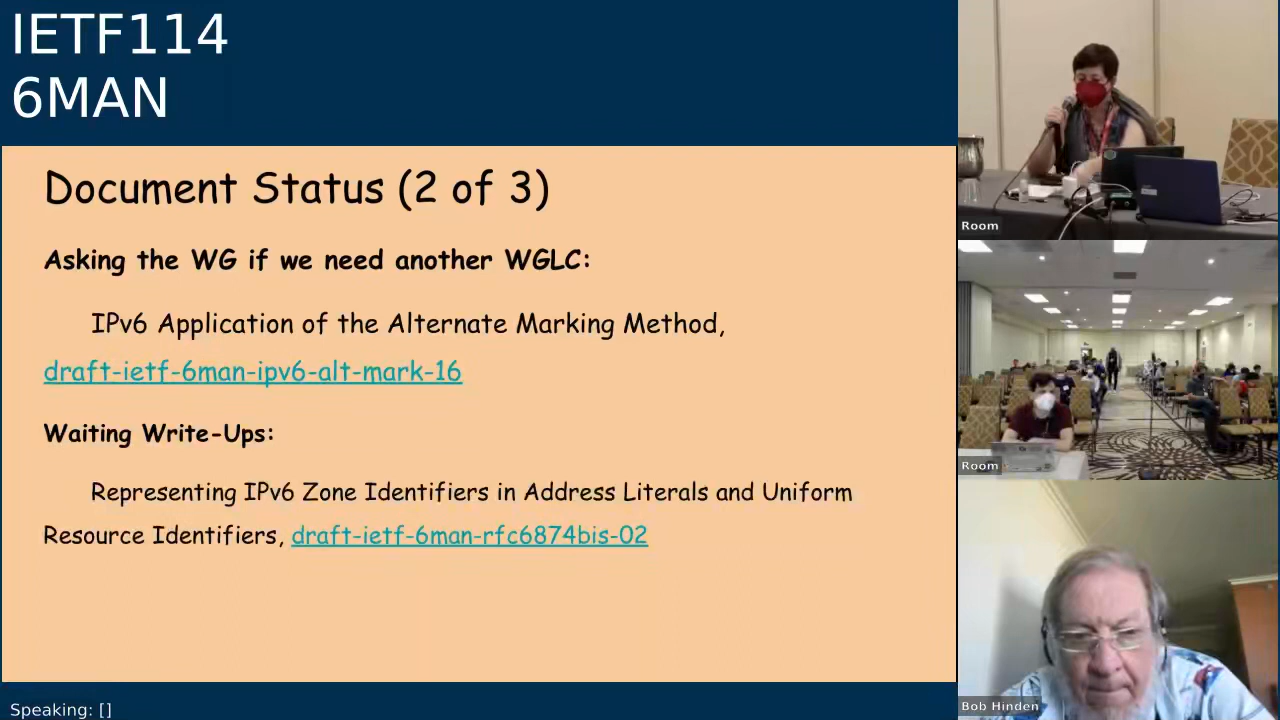 IETF114
6MAN
Document Status (2 of 3)
Asking the WG if we need another WGLC:
IPv6 Application of the Alternate Marking Method,
draft-ietf-6man-ipv6-alt-mark-16
Waiting Write-Ups:
Representing IPv6 Zone Identifiers in Address Literals and Uniform
Resource Identifiers, draft-ietf-6man-rfc6874bis-02
Speaking: []
Room
Room
Bob Hinden